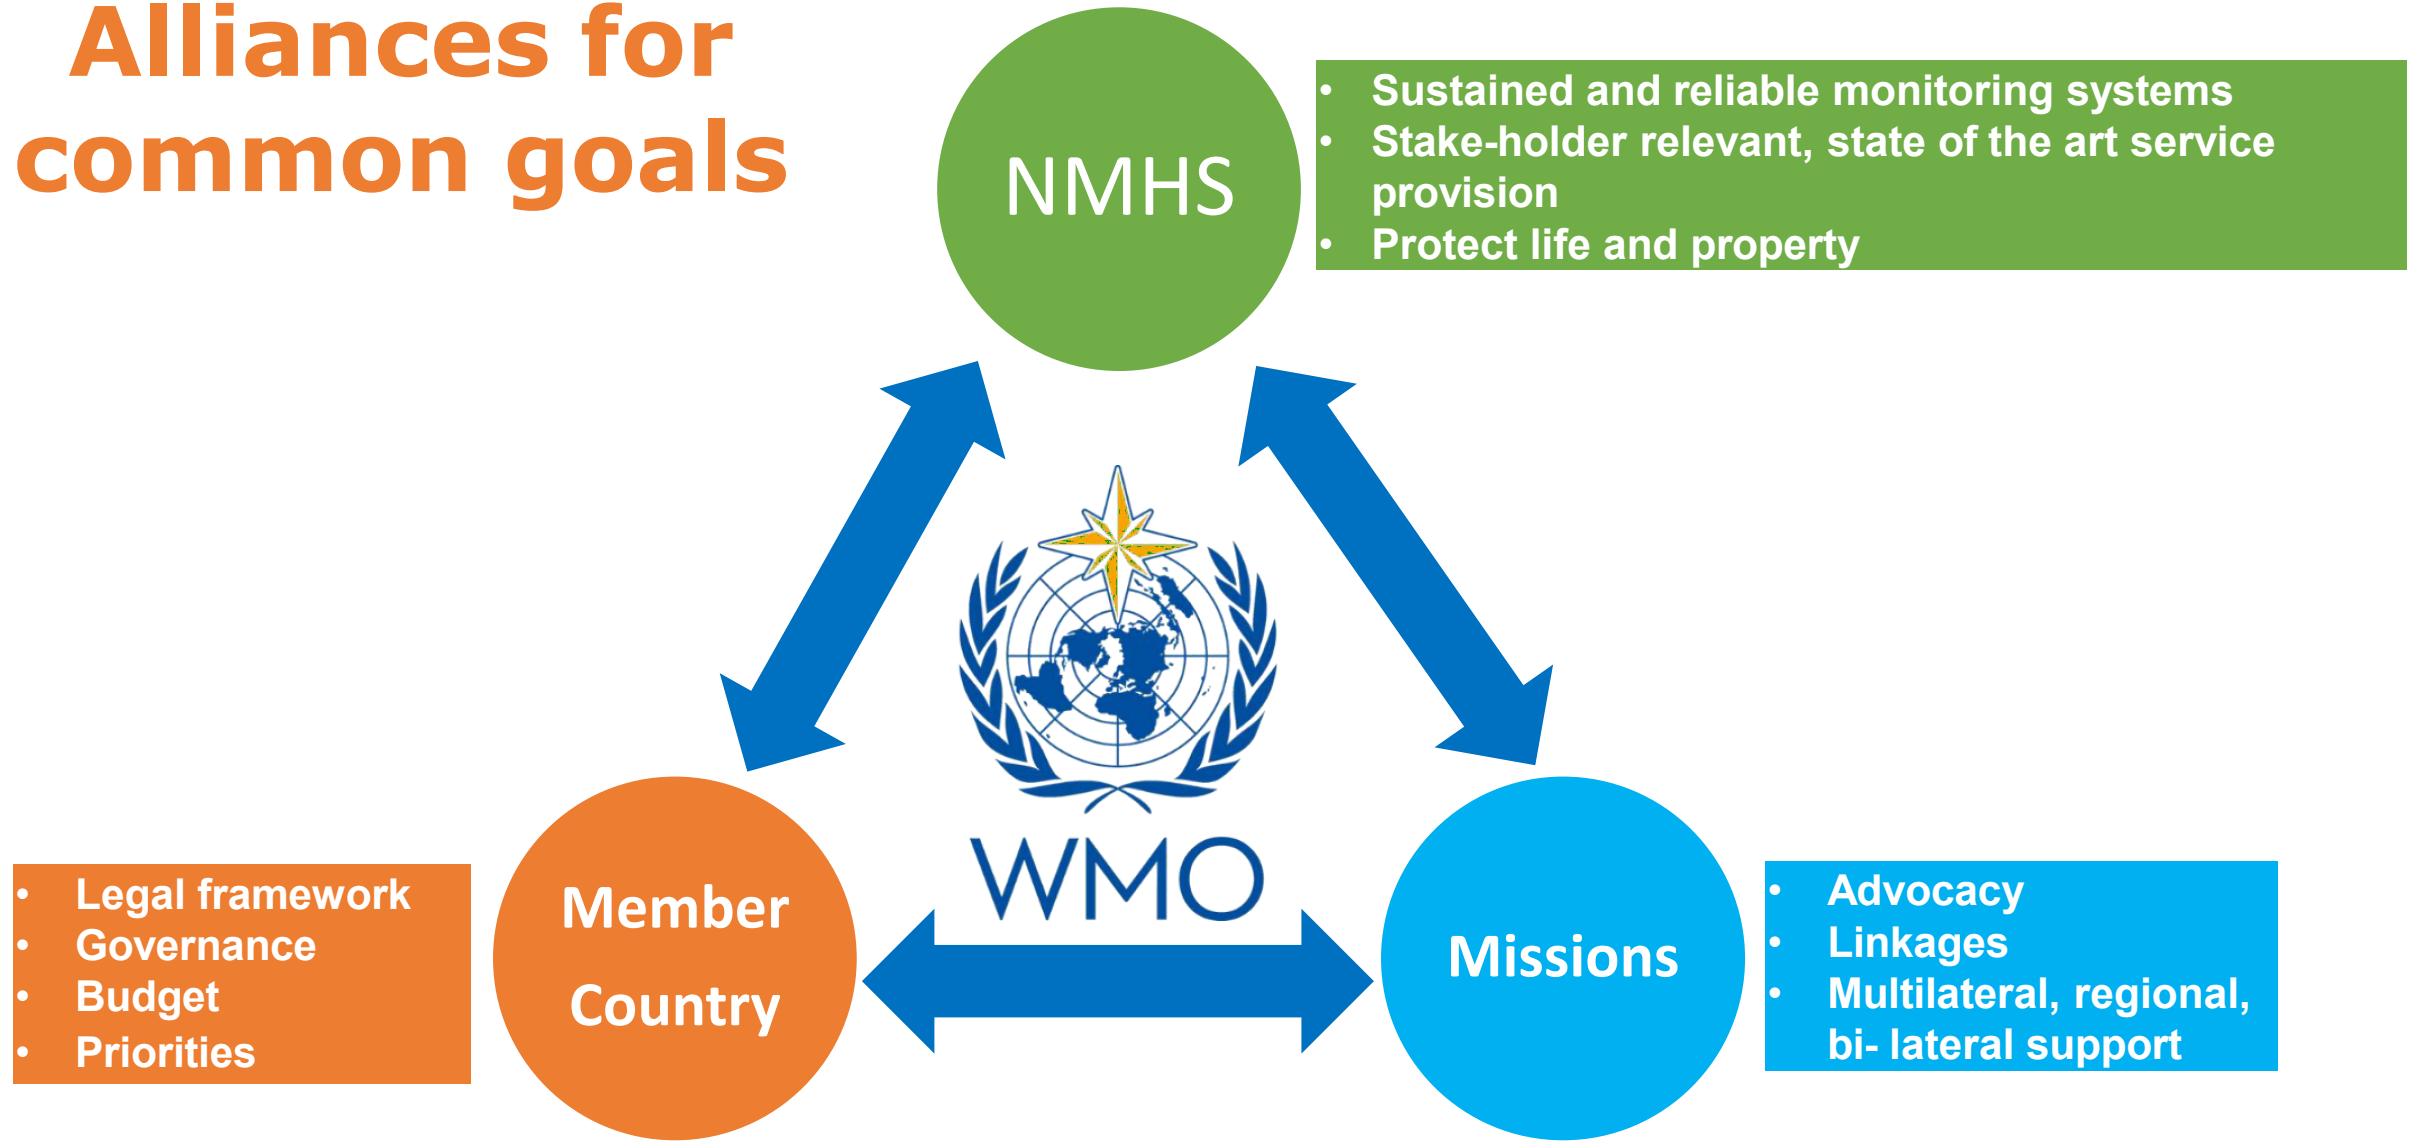 Alliances for
common goals
NMHS
• Sustained and reliable monitoring systems
• Stake-holder relevant, state of the art service
provision
• Protect life and property
WMO
• Legal framework
• Governance
• Budget
• Priorities
Member
Country
Missions
• Advocacy
• Linkages
• Multilateral, regional,
bi- lateral support